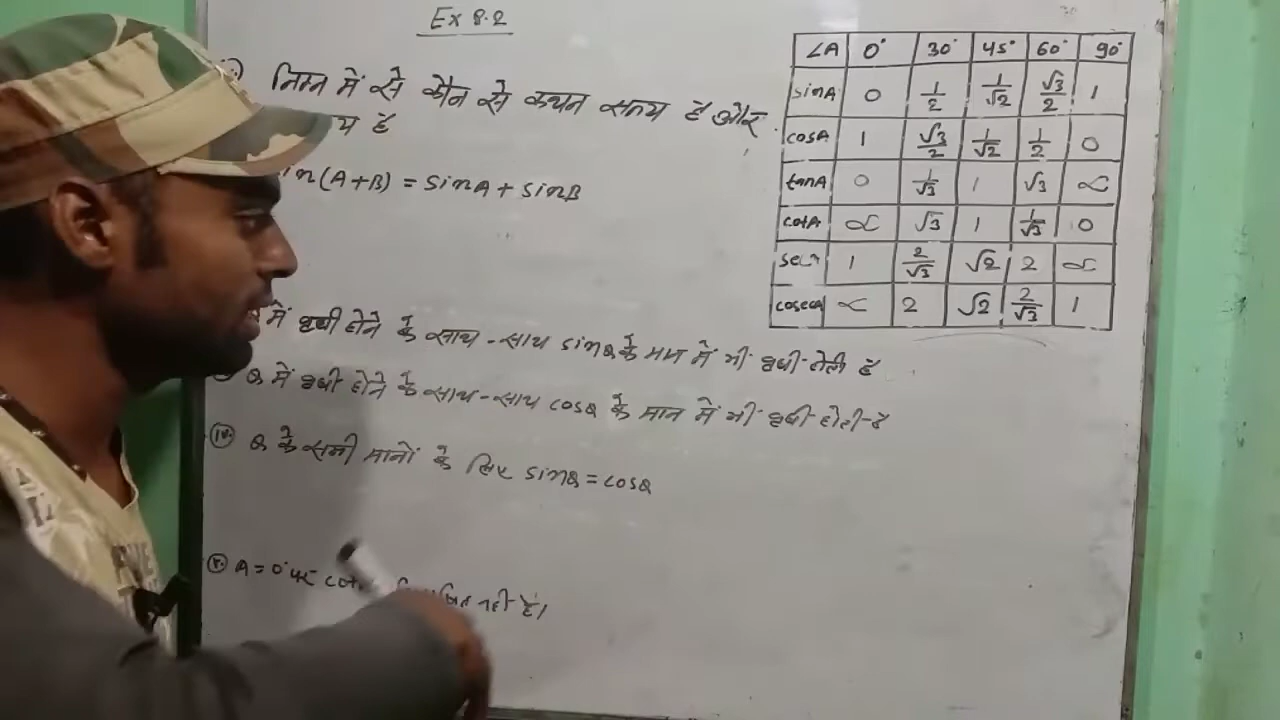 Ex 8.2
निम्न में से कौन से कथन सत्य है और
य है
in(A+B) = sinA + sinB
में वृधी होने के साथ-साथ sinθ के मान में भी वृधी होती है
θ में वृधी होने के साथ-साथ cosθ के मान में भी वृधी होती है
iv. θ के सभी मानों के लिए sinθ = cosθ
v. A = 0° पर cot नही है।
∠A 0° 30° 45° 60° 90°
sinA 0 1/2 1/√2 √3/2 1
cosA 1 √3/2 1/√2 1/2 0
tanA 0 1/√3 1 √3 ∝
cotA ∝ √3 1 1/√3 0
sec 1 2/√3 √2 2 ∝
cosecA ∝ 2 √2 2/√3 1